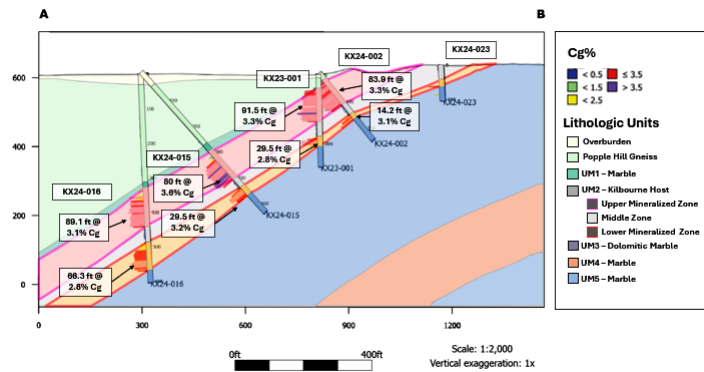 A
B
KX24-002
KX24-023
KX23-001
83.9 ft @
3.3% Cg
91.5 ft @
3.3% Cg
14.2 ft @
3.1% Cg
KX24-023
KX24-015
29.5 ft @
2.8% Cg
KX24-002
KX23-001
KX24-016
80 ft @
3.6% Cg
89.1 ft @
3.1% Cg
29.5 ft @
3.2% Cg
KX24-015
66.3 ft @
2.8% Cg
KX24-016
600
400
200
0
0
300
600
900
1200
0ft
400ft
Scale: 1:2,000
Vertical exaggeration: 1x
Cg%
< 0.5
≤ 3.5
< 1.5
> 3.5
< 2.5
Lithologic Units
Overburden
Popple Hill Gneiss
UM1 – Marble
UM2 – Kilbourne Host
Upper Mineralized Zone
Middle Zone
Lower Mineralized Zone
UM3 – Dolomitic Marble
UM4 – Marble
UM5 – Marble